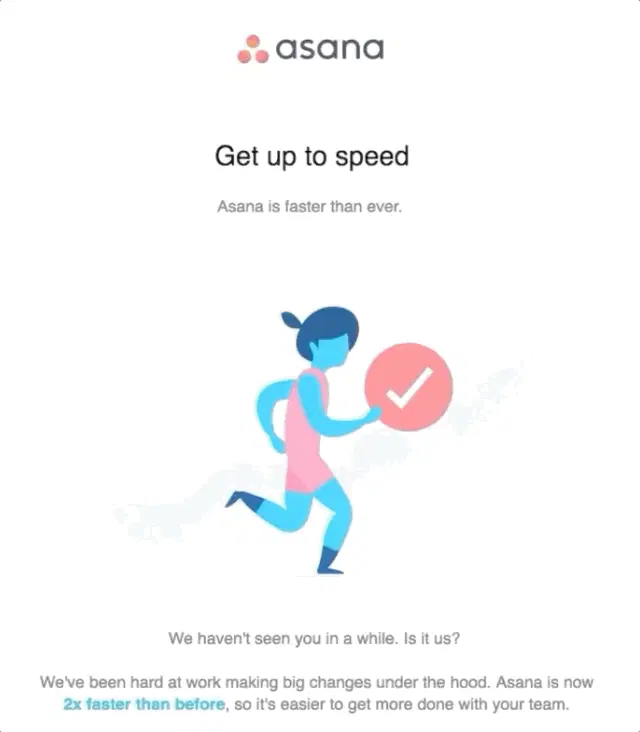 asana
Get up to speed
Asana is faster than ever.
We haven't seen you in a while. Is it us?
We've been hard at work making big changes under the hood. Asana is now
2x faster than before, so it's easier to get more done with your team.